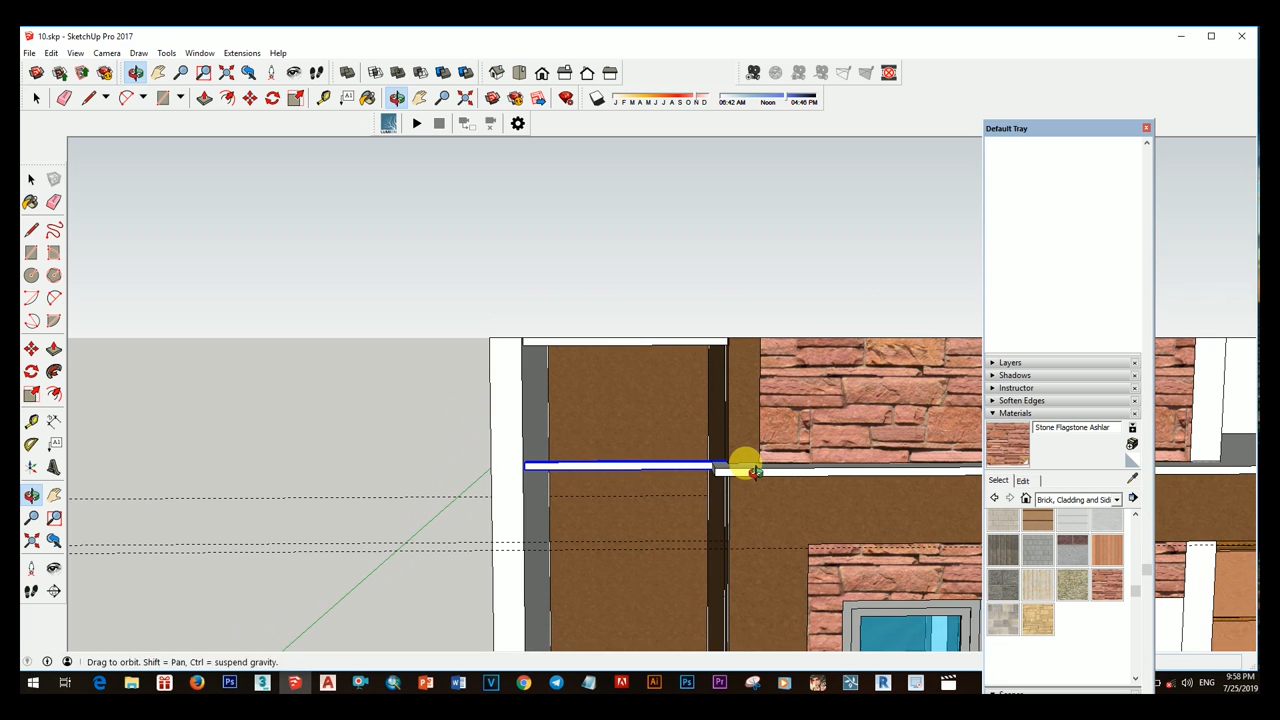 10.skp - SketchUp Pro 2017
File Edit View Camera Draw Tools Window Extensions Help
J F M A M J J A S O N D 06:42 AM Noon 04:46 PM
LUMION
Default Tray
Layers
Shadows
Instructor
Soften Edges
Materials
Stone Flagstone Ashlar
Select Edit
Brick, Cladding and Sidi
Drag to orbit. Shift = Pan, Ctrl = suspend gravity.
ENG
9:58 PM
7/25/2019